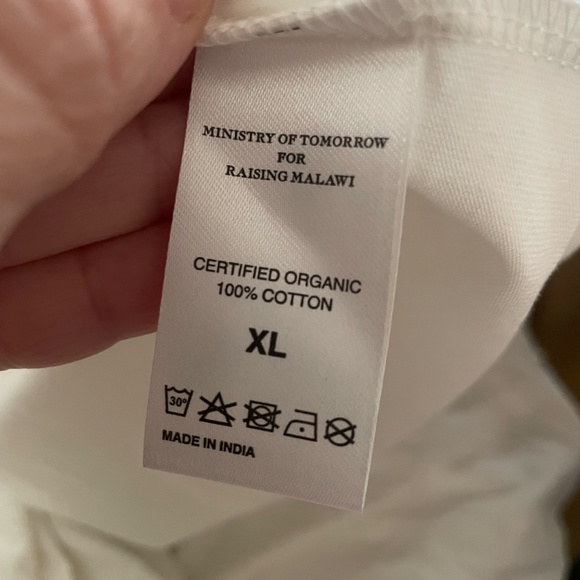 MINISTRY OF TOMORROW
FOR
RAISING MALAWI
CERTIFIED ORGANIC
100% COTTON
XL
30°
MADE IN INDIA